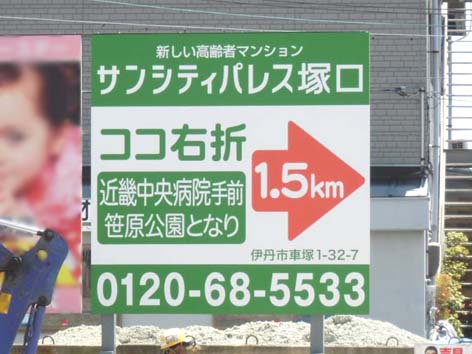 新しい高齢者マンション
サンシティパレス塚口
ココ右折
近畿中央病院手前
笹原公園となり
1.5km
伊丹市車塚1-32-7
0120-68-5533